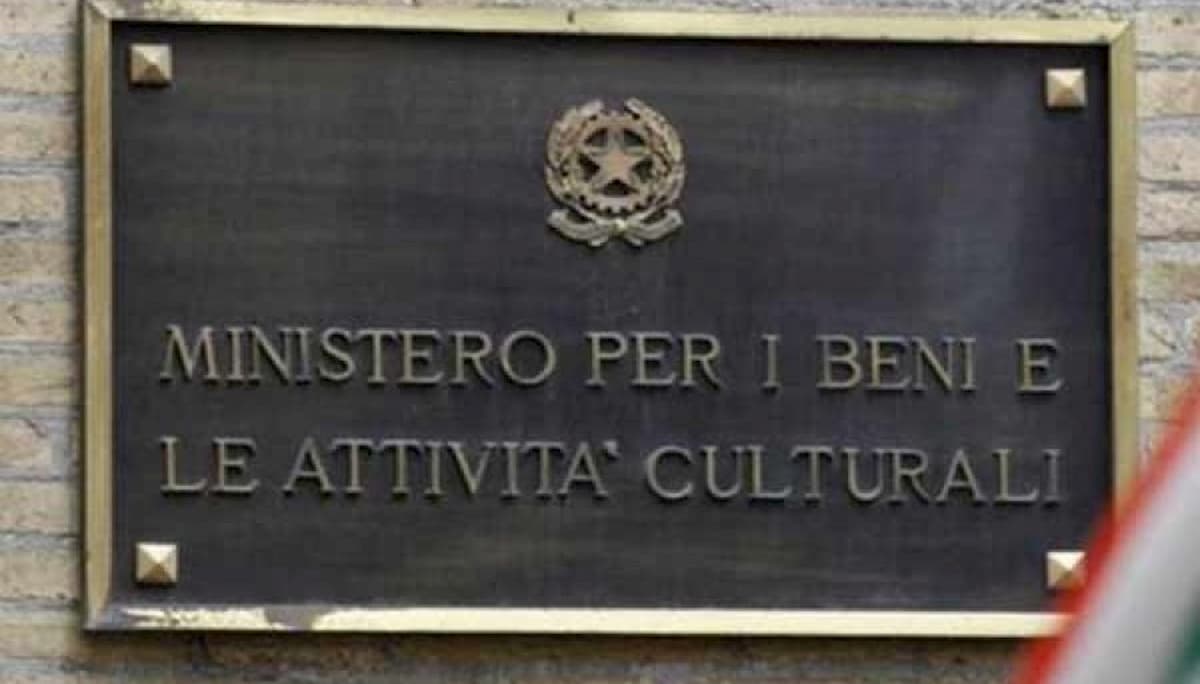 MINISTERO PER I BENI E
LE ATTIVITA` CULTURALI